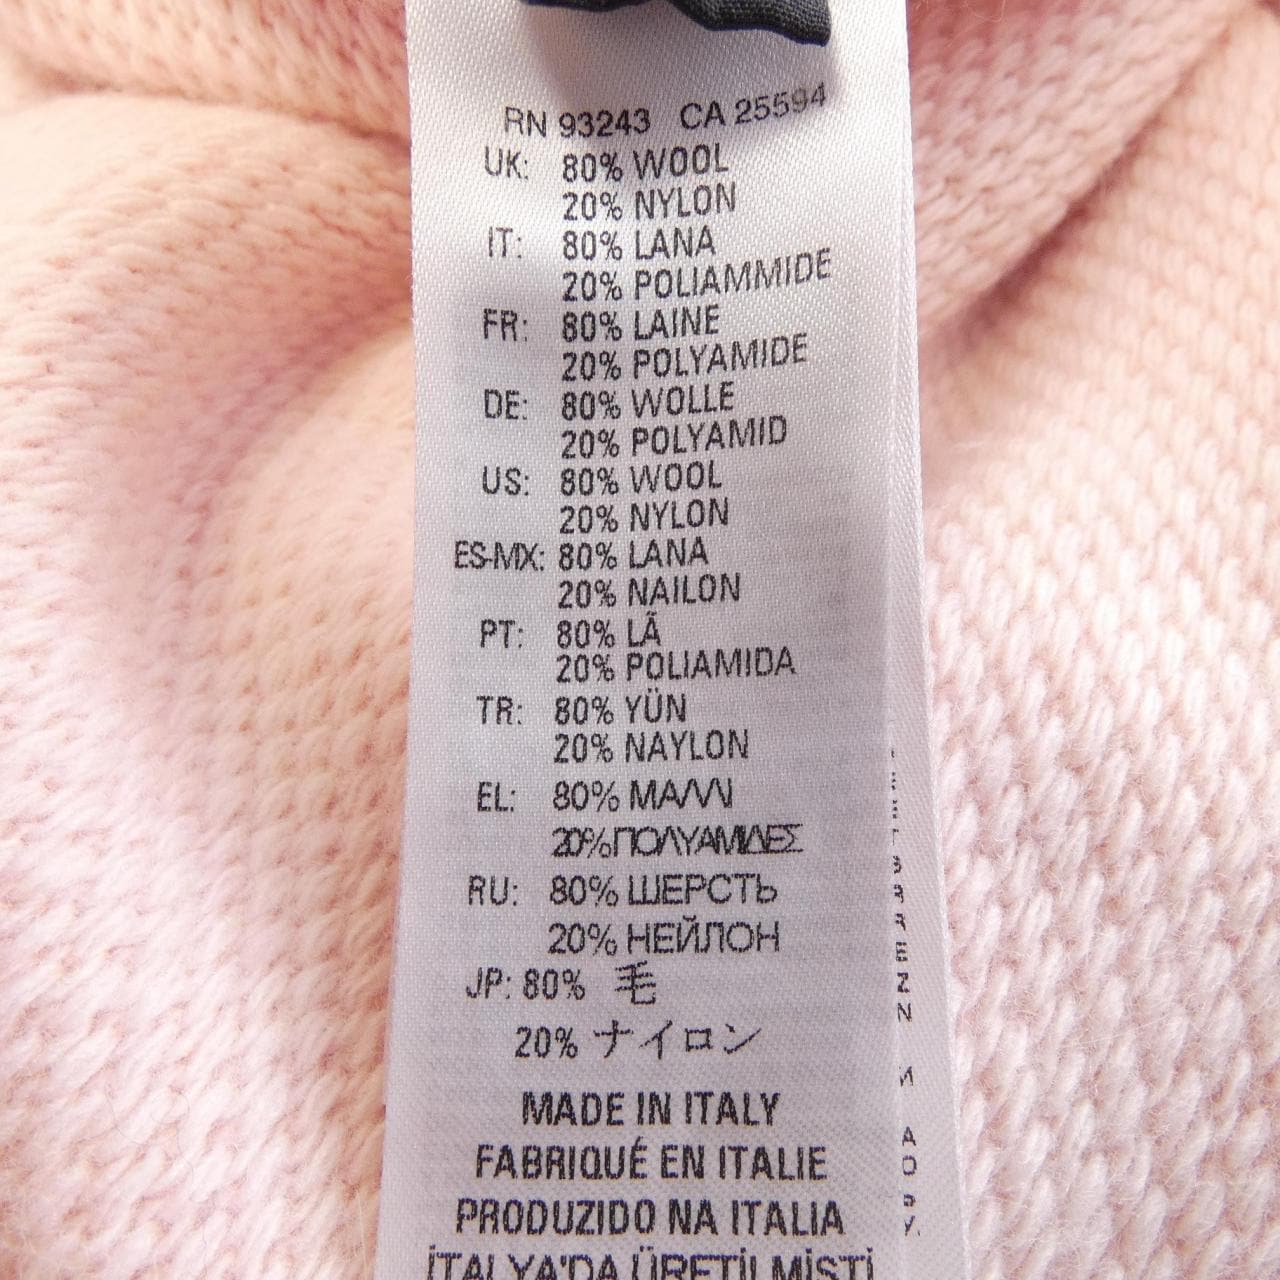 RN 93243 CA 25594
UK: 80% WOOL
20% NYLON
IT: 80% LANA
20% POLIAMMIDE
FR: 80% LAINE
20% POLYAMIDE
DE: 80% WOLLE
20% POLYAMID
US: 80% WOOL
20% NYLON
ES-MX: 80% LANA
20% NAILON
PT: 80% LÃ
20% POLIAMIDA
TR: 80% YÜN
20% NAYLON
EL: 80% ΜΑΛΛΙ
20% ΠΟΛΥΑΜΙΔΕΣ
RU: 80% ШЕРСТЬ
20% НЕЙЛОН
JP: 80% 毛
20% ナイロン
MADE IN ITALY
FABRIQUÉ EN ITALIE
PRODUZIDO NA ITALIA
İTALYA'DA ÜRETİLMİŞTİ